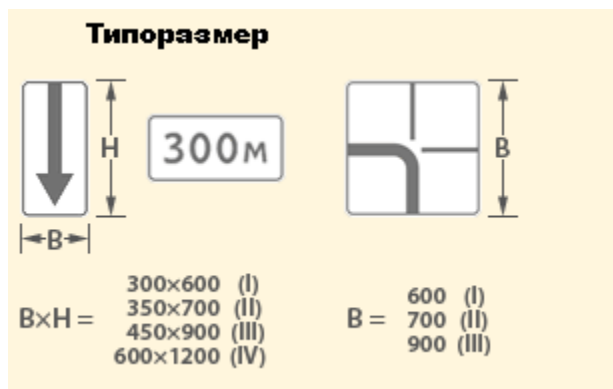 Типоразмер
H
300м
B
B
B×H =
300×600 (I)
350×700 (II)
450×900 (III)
600×1200 (IV)
B =
600 (I)
700 (II)
900 (III)